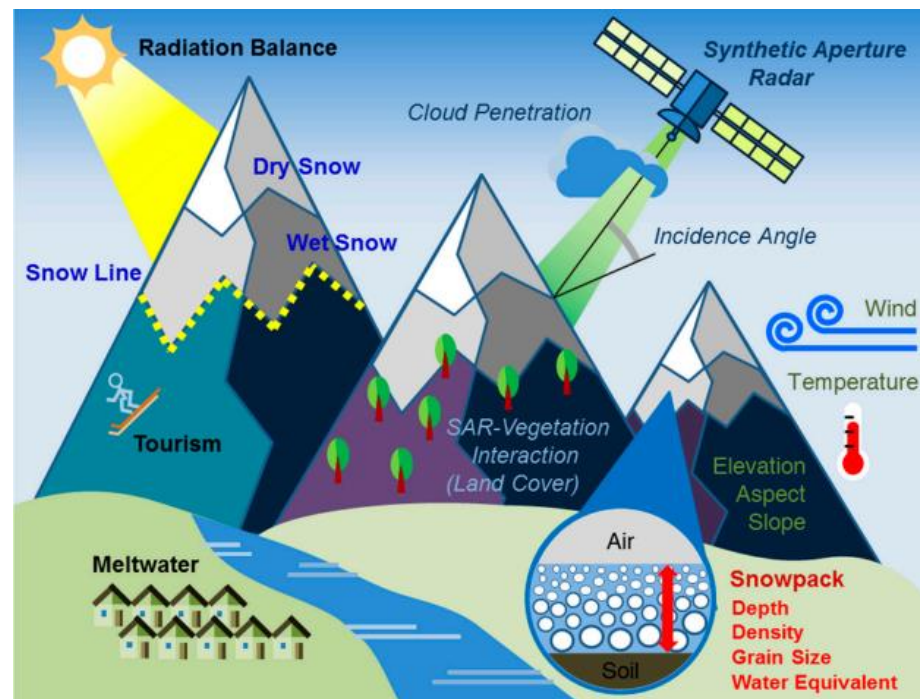 Radiation Balance
Synthetic Aperture
Radar
Cloud Penetration
Dry Snow
Wet Snow
Incidence Angle
Snow Line
Wind
Temperature
Tourism
SAR-Vegetation
Interaction
(Land Cover)
Elevation
Aspect
Slope
Air
Meltwater
Snowpack
Depth
Density
Grain Size
Water Equivalent
Soil